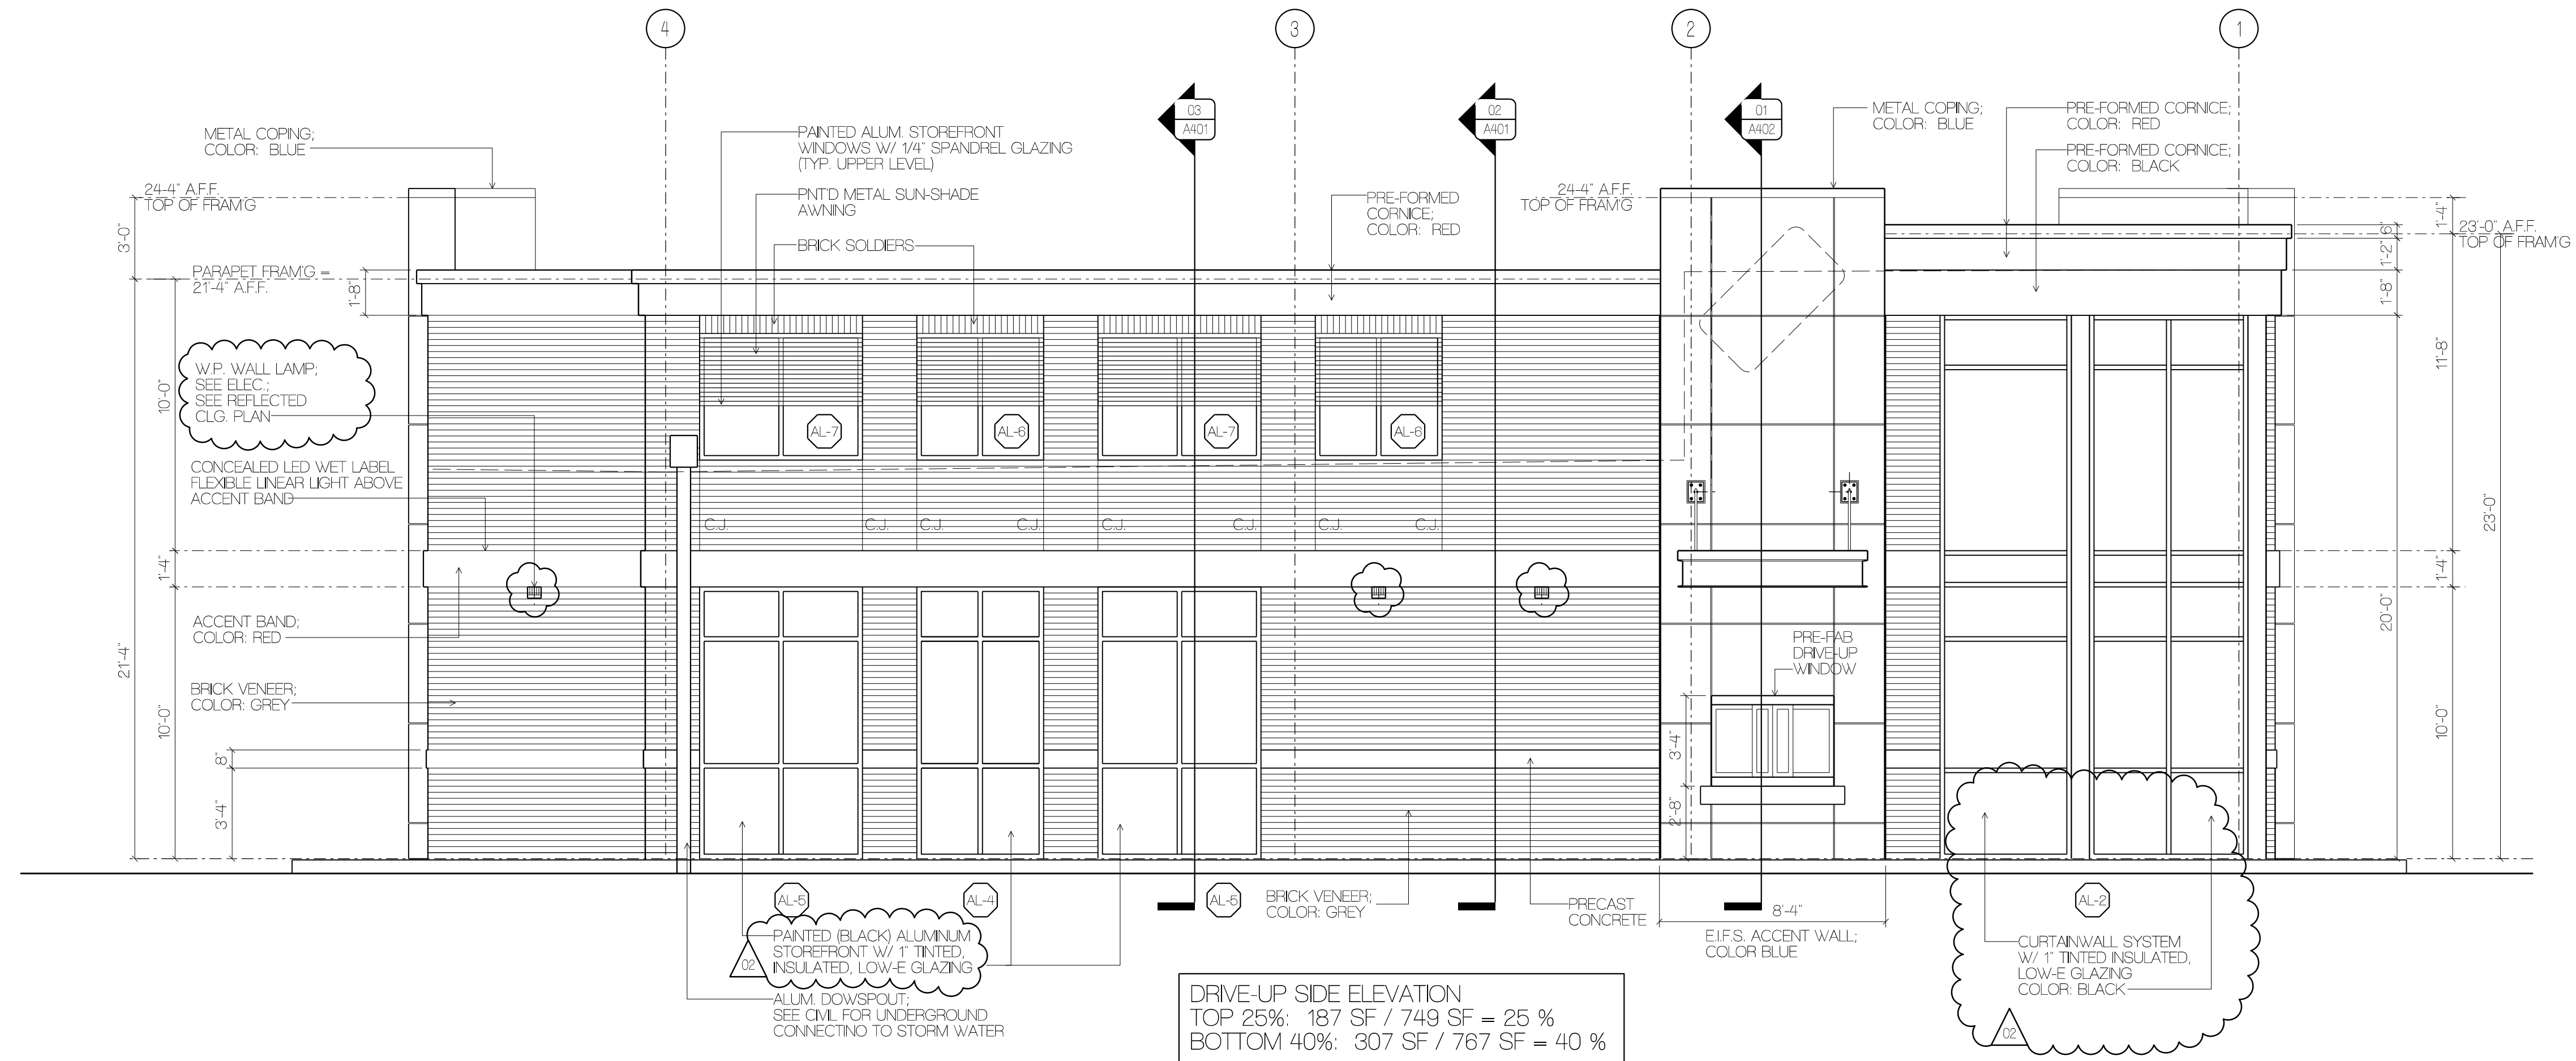 4
3
2
1
03
A401
02
A401
01
A402
METAL COPING;
COLOR: BLUE
PAINTED ALUM. STOREFRONT
WINDOWS W/ 1/4" SPANDREL GLAZING
(TYP. UPPER LEVEL)
PNT'D METAL SUN-SHADE
AWNING
BRICK SOLDIERS
PRE-FORMED
CORNICE;
COLOR: RED
METAL COPING;
COLOR: BLUE
PRE-FORMED CORNICE;
COLOR: RED
PRE-FORMED CORNICE;
COLOR: BLACK
24-4" A.F.F.
TOP OF FRAM'G
24-4" A.F.F.
TOP OF FRAM'G
23'-0" A.F.F.
TOP OF FRAM'G
PARAPET FRAM'G =
21'-4" A.F.F.
3'-0"
1'-8"
1'-4"
6"
1'-2"
1'-8"
W.P. WALL LAMP;
SEE ELEC.;
SEE REFLECTED
CLG. PLAN
10'-0"
11'-8"
AL-7
AL-6
AL-7
AL-6
CONCEALED LED WET LABEL
FLEXIBLE LINEAR LIGHT ABOVE
ACCENT BAND
C.J.
C.J.
C.J.
C.J.
C.J.
C.J.
C.J.
C.J.
23'-0"
1'-4"
1'-4"
20'-0"
ACCENT BAND;
COLOR: RED
21'-4"
PRE-FAB
DRIVE-UP
WINDOW
BRICK VENEER;
COLOR: GREY
10'-0"
10'-0"
8"
3'-4"
3'-4"
2'-8"
AL-5
AL-4
AL-5
BRICK VENEER;
COLOR: GREY
PRECAST
CONCRETE
8'-4"
E.I.F.S. ACCENT WALL;
COLOR BLUE
AL-2
02
PAINTED (BLACK) ALUMINUM
STOREFRONT W/ 1" TINTED,
INSULATED, LOW-E GLAZING
CURTAINWALL SYSTEM
W/ 1" TINTED INSULATED,
LOW-E GLAZING
COLOR: BLACK
02
ALUM. DOWSPOUT;
SEE CIVIL FOR UNDERGROUND
CONNECTINO TO STORM WATER
DRIVE-UP SIDE ELEVATION
TOP 25%: 187 SF / 749 SF = 25 %
BOTTOM 40%: 307 SF / 767 SF = 40 %